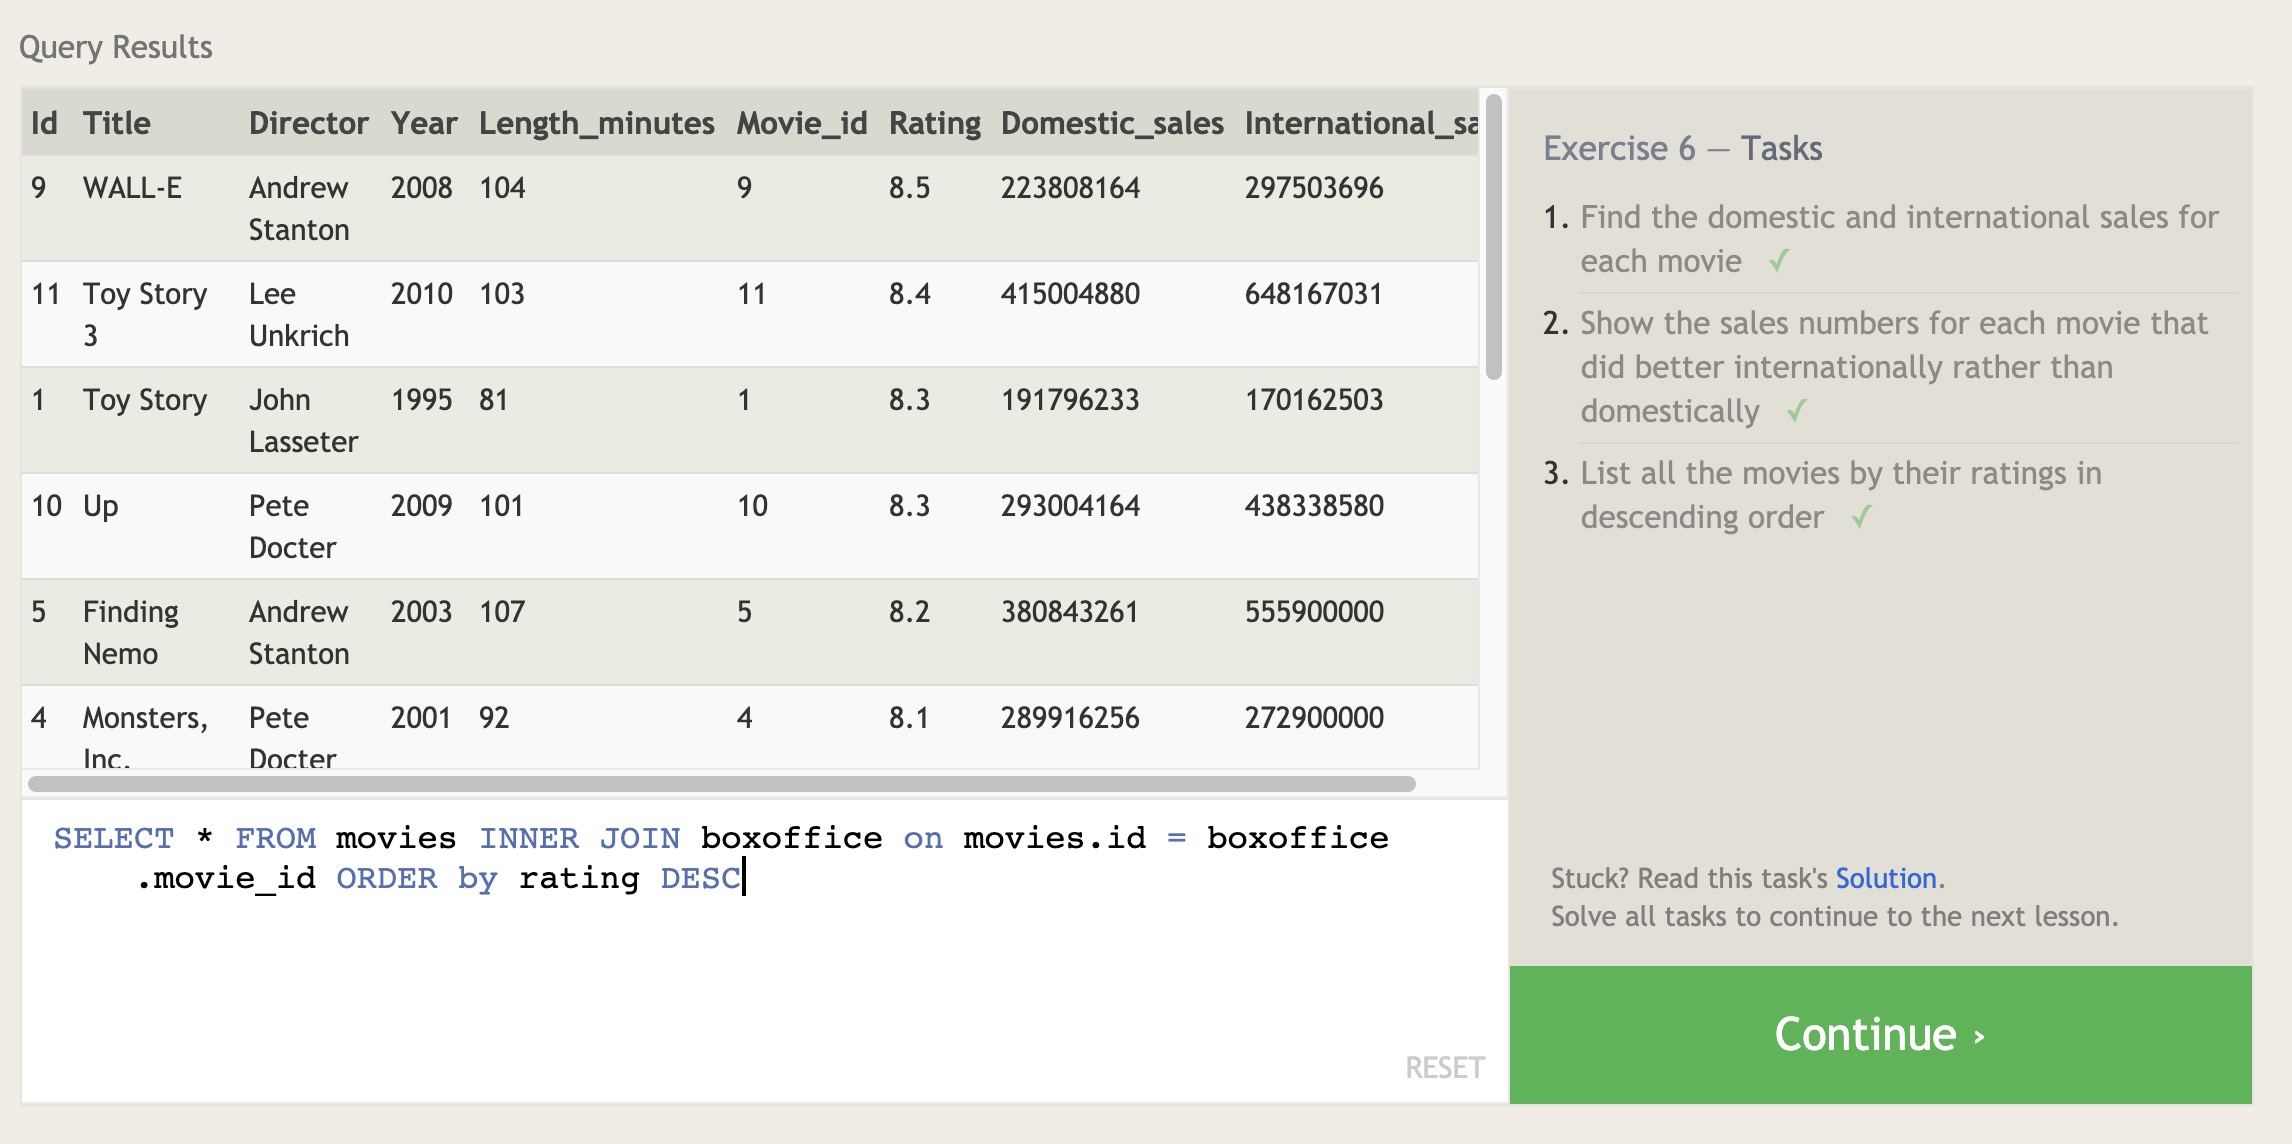 Query Results
Id Title Director Year Length_minutes Movie_id Rating Domestic_sales International_sa
9 WALL-E Andrew 2008 104 9 8.5 223808164 297503696
Stanton
11 Toy Story Lee 2010 103 11 8.4 415004880 648167031
3 Unkrich
1 Toy Story John 1995 81 1 8.3 191796233 170162503
Lasseter
10 Up Pete 2009 101 10 8.3 293004164 438338580
Docter
5 Finding Andrew 2003 107 5 8.2 380843261 555900000
Nemo Stanton
4 Monsters, Pete 2001 92 4 8.1 289916256 272900000
Inc. Docter
SELECT * FROM movies INNER JOIN boxoffice on movies.id = boxoffice
.movie_id ORDER by rating DESC
RESET
Exercise 6 — Tasks
1. Find the domestic and international sales for
each movie ✓
2. Show the sales numbers for each movie that
did better internationally rather than
domestically ✓
3. List all the movies by their ratings in
descending order ✓
Stuck? Read this task's Solution.
Solve all tasks to continue to the next lesson.
Continue ›